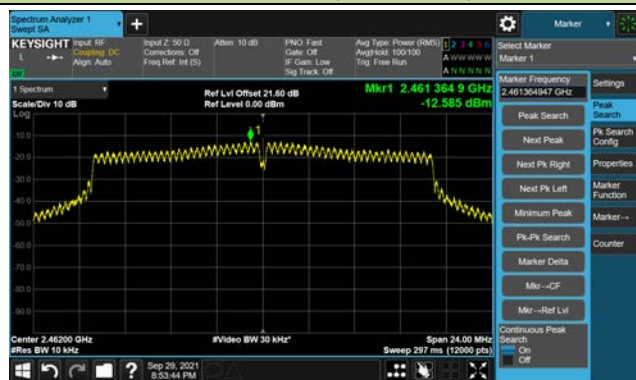 Spectrum Analyzer 1
Swept SA
+
Marker
KEYSIGHT
L
Input: RF
Coupling: DC
Align: Auto
Input Z: 50 Ω
Corrections: Off
Freq Ref: Int (S)
Atten: 10 dB
PNO: Fast
Gate: Off
IF Gain: Low
Sig Track: Off
Avg Type: Power (RMS)
Avg|Hold: 100/100
Trig: Free Run
1 2 3 4 5 6
A W W W W W
A N N N N N
Select Marker
Marker 1
1 Spectrum
Scale/Div 10 dB
Log
Ref Lvl Offset 21.60 dB
Ref Level 0.00 dBm
Mkr1 2.461 364 9 GHz
-12.585 dBm
Marker Frequency
2.461364947 GHz
Peak Search
Next Peak
Next Pk Right
Next Pk Left
Minimum Peak
Pk-Pk Search
Marker Delta
Mkr→CF
Mkr→Ref Lvl
Continuous Peak
Search
On
Off
Settings
Peak
Search
Pk Search
Config
Properties
Marker
Function
Marker→
Counter
1
-10.0
-20.0
-30.0
-40.0
-50.0
-60.0
-70.0
-80.0
-90.0
Center 2.46200 GHz
#Res BW 10 kHz
#Video BW 30 kHz*
Span 24.00 MHz
Sweep 297 ms (12000 pts)
?
Sep 29, 2021
8:53:44 PM